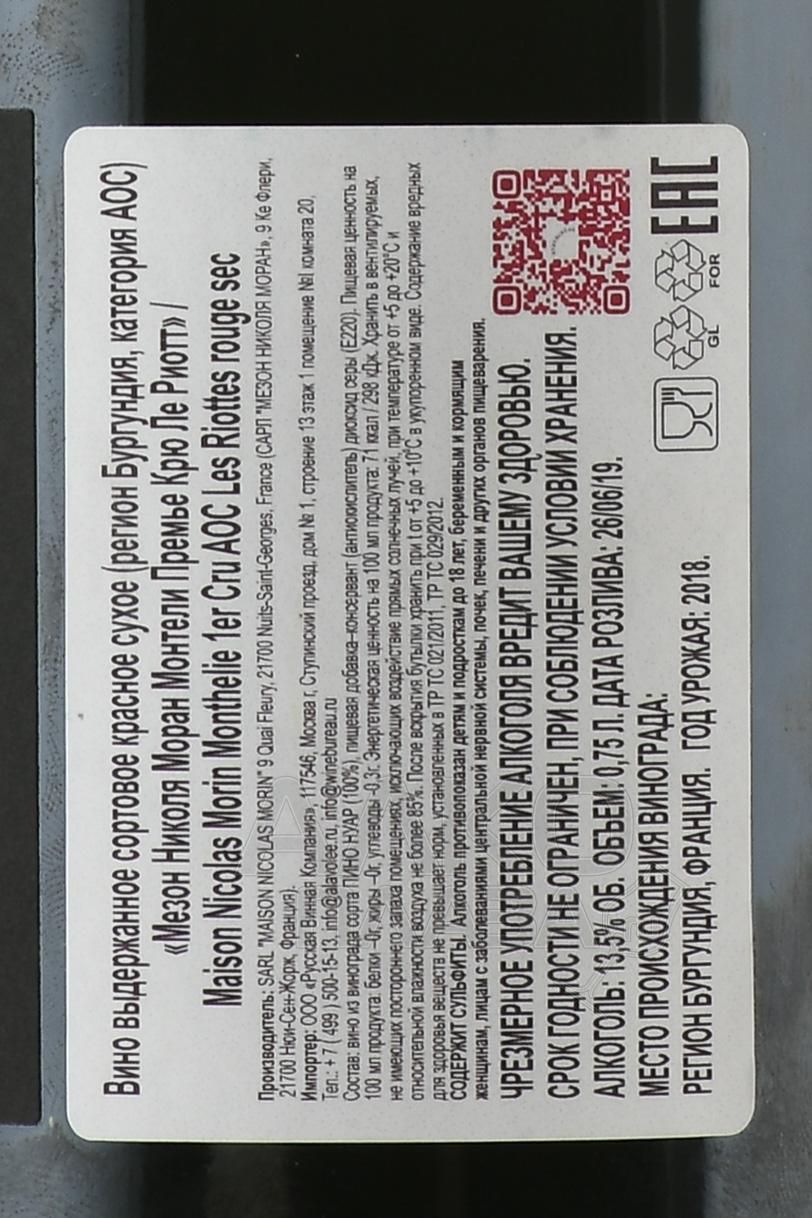 Вино выдержанное сортовое красное сухое (регион Бургундия, категория АОС)
«Мезон Николя Моран Монтели Премье Крю Ле Риотт» /
Maison Nicolas Morin Monthelie 1er Cru AOC Les Riottes rouge sec
Производитель: SARL "MAISON NICOLAS MORIN" 9 Quai Fleury, 21700 Nuits-Saint-Georges, France (САРЛ "МЕЗОН НИКОЛЯ МОРАН», 9 Ке Флери,
21700 Нюи-Сен-Жорж, Франция).
Импортер: ООО «Русская Винная Компания», 117546, Москва г, Ступинский проезд, дом № 1, строение 13 этаж 1 помещение №I комната 20,
Тел.: + 7 ( 499 ) 500-15-13, info@alavolee.ru, info@winebureau.ru
Состав: вино из винограда сорта ПИНО НУАР (100%), пищевая добавка–консервант (антиокислитель) диоксид серы (Е220). Пищевая ценность на
100 мл продукта: белки –0г, жиры –0г, углеводы -0,3г. Энергетическая ценность на 100 мл продукта: 71 ккал / 298 кДж. Хранить в вентилируемых,
не имеющих постороннего запаха помещениях, исключающих воздействие прямых солнечных лучей, при температуре от +5 до +20°С и
относительной влажности воздуха не более 85%. После вскрытия бутылки хранить при t от +5 до +10°С в укупоренном виде. Содержание вредных
для здоровья веществ не превышает норм, установленных в ТР ТС 021/2011, ТР ТС 029/2012.
СОДЕРЖИТ СУЛЬФИТЫ. Алкоголь противопоказан детям и подросткам до 18 лет, беременным и кормящим
женщинам, лицам с заболеваниями центральной нервной системы, почек, печени и других органов пищеварения.
ЧРЕЗМЕРНОЕ УПОТРЕБЛЕНИЕ АЛКОГОЛЯ ВРЕДИТ ВАШЕМУ ЗДОРОВЬЮ.
СРОК ГОДНОСТИ НЕ ОГРАНИЧЕН, ПРИ СОБЛЮДЕНИИ УСЛОВИИ ХРАНЕНИЯ.
АЛКОГОЛЬ: 13,5% ОБ. ОБЪЕМ: 0,75 Л. ДАТА РОЗЛИВА: 26/06/19.
МЕСТО ПРОИСХОЖДЕНИЯ ВИНОГРАДА:
РЕГИОН БУРГУНДИЯ, ФРАНЦИЯ. ГОД УРОЖАЯ: 2018.
GL
FOR
EAC